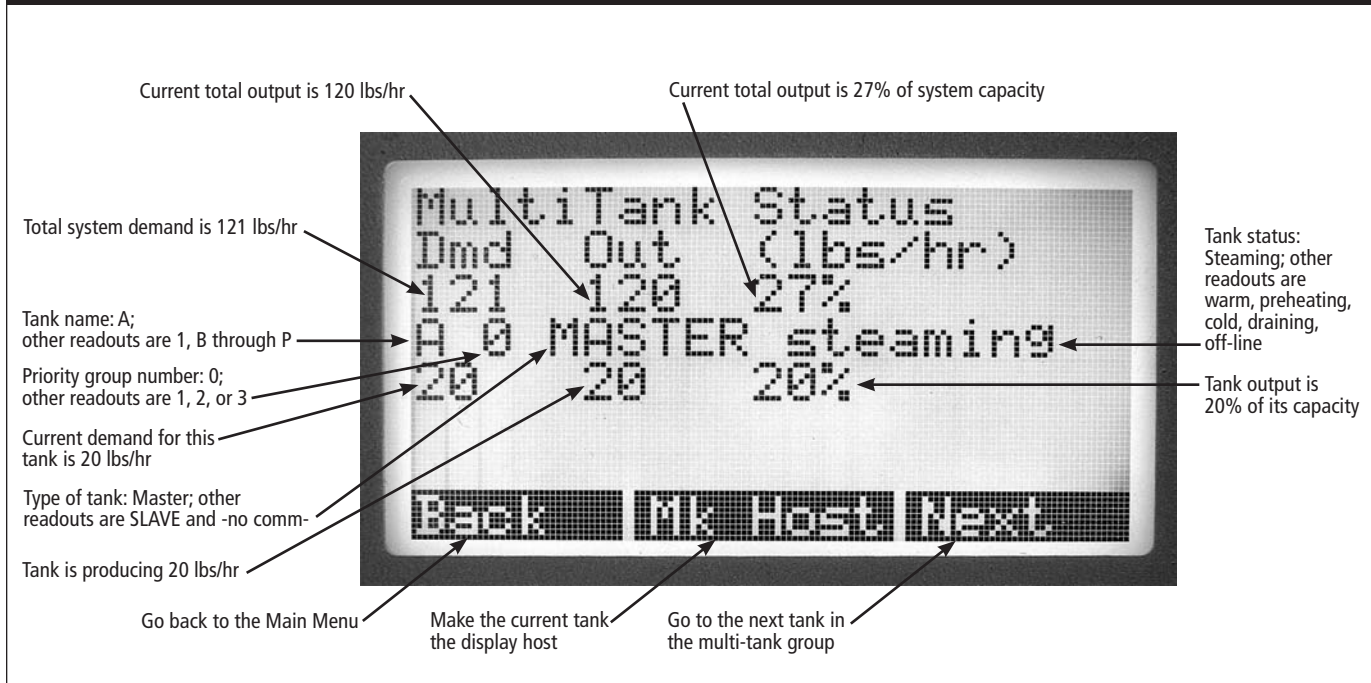 Current total output is 120 lbs/hr
Current total output is 27% of system capacity
Total system demand is 121 lbs/hr
Tank name: A;
other readouts are 1, B through P
Priority group number: 0;
other readouts are 1, 2, or 3
Current demand for this
tank is 20 lbs/hr
Type of tank: Master; other
readouts are SLAVE and -no comm-
Tank is producing 20 lbs/hr
MultiTank Status
Dmd Out (lbs/hr)
121 120 27%
A 0 MASTER steaming
20 20 20%
Back Mk Host Next
Tank status:
Steaming; other
readouts are
warm, preheating,
cold, draining,
off-line
Tank output is
20% of its capacity
Go back to the Main Menu
Make the current tank
the display host
Go to the next tank in
the multi-tank group